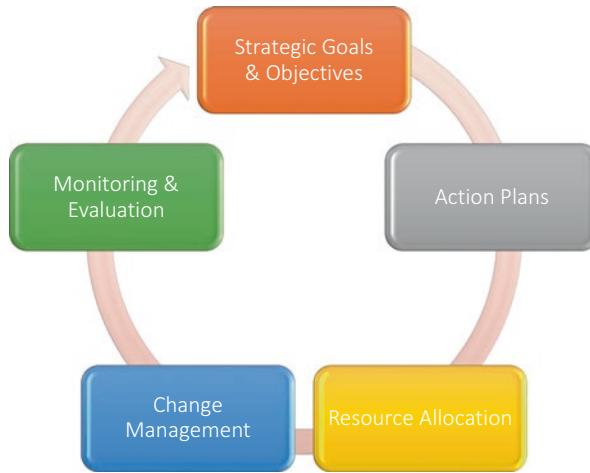 Strategic Goals
& Objectives
Action Plans
Resource Allocation
Change
Management
Monitoring &
Evaluation